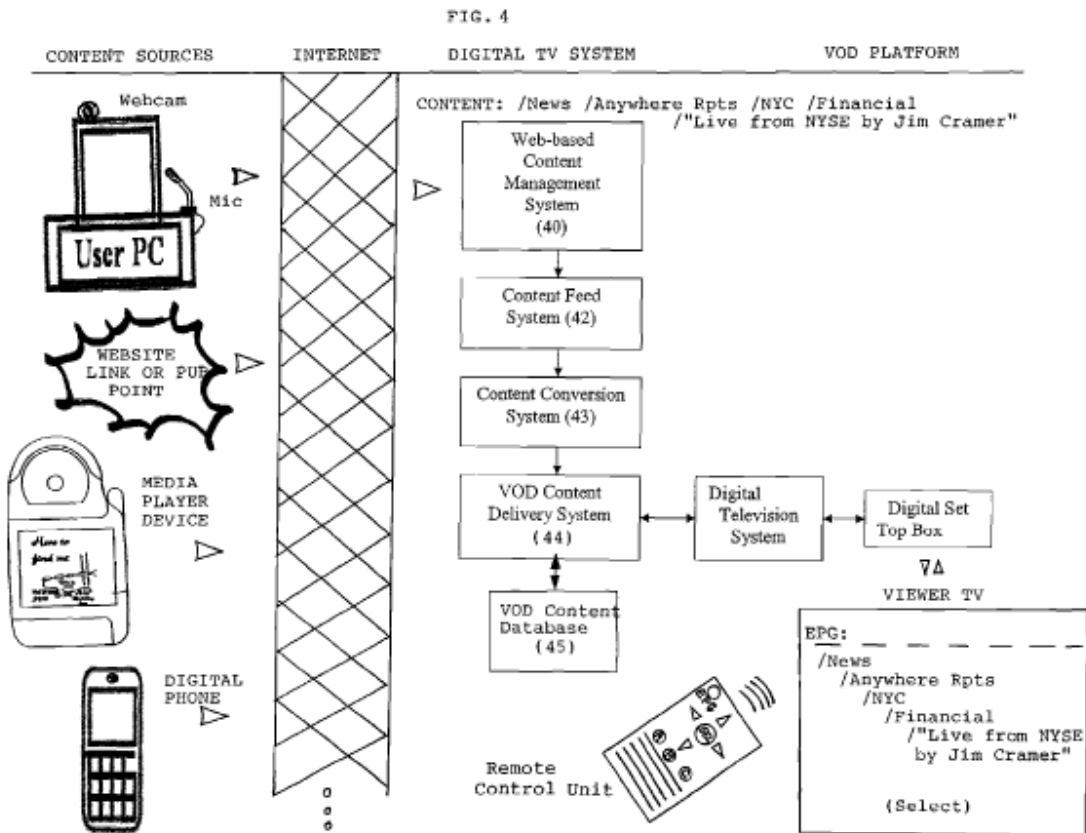 FIG. 4
CONTENT SOURCES
INTERNET
DIGITAL TV SYSTEM
VOD PLATFORM
Webcam
Mic
User PC
CONTENT: /News /Anywhere Rpts /NYC /Financial
/"Live from NYSE by Jim Cramer"
Web-based
Content
Management
System
(40)
Content Feed
System (42)
WEBSITE
LINK OR PUB
POINT
Content Conversion
System (43)
MEDIA
PLAYER
DEVICE
VOD Content
Delivery System
(44)
Digital
Television
System
Digital Set
Top Box
VOD Content
Database
(45)
VIEWER TV
EPG:
/News
/Anywhere Rpts
/NYC
/Financial
/"Live from NYSE
by Jim Cramer"
(Select)
DIGITAL
PHONE
Remote
Control Unit
How to
find me